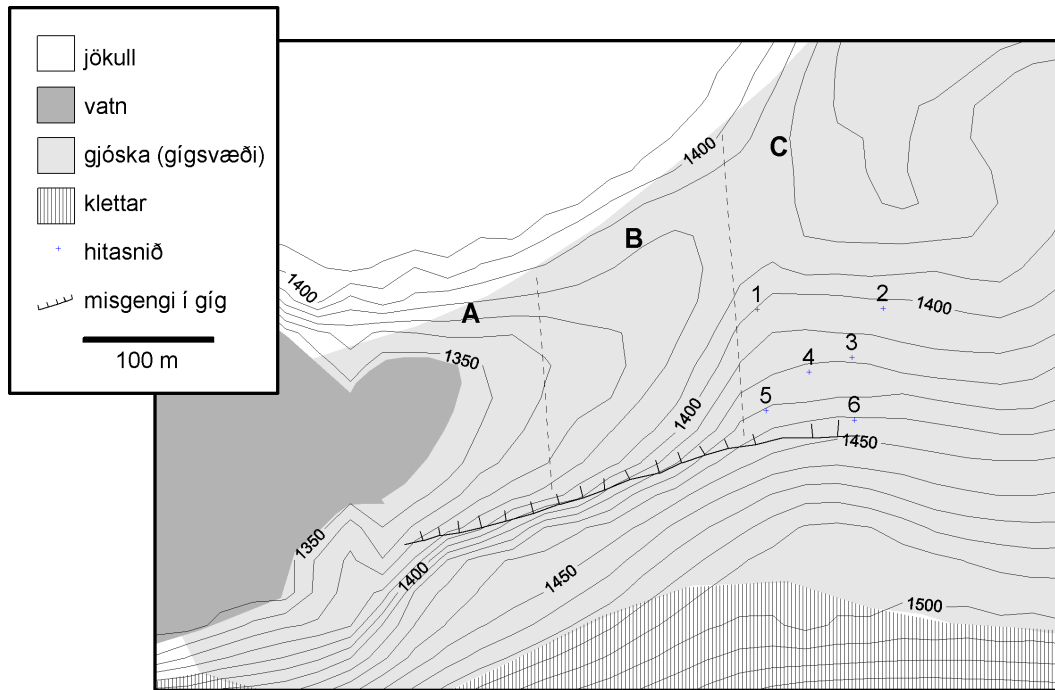 jökull
vatn
gjóska (gígsvæði)
klettar
hitasnið
misgengi í gíg
100 m
1400
C
B
1400
A
1
2
1400
1350
3
4
5
6
1400
1450
1350
1400
1450
1500